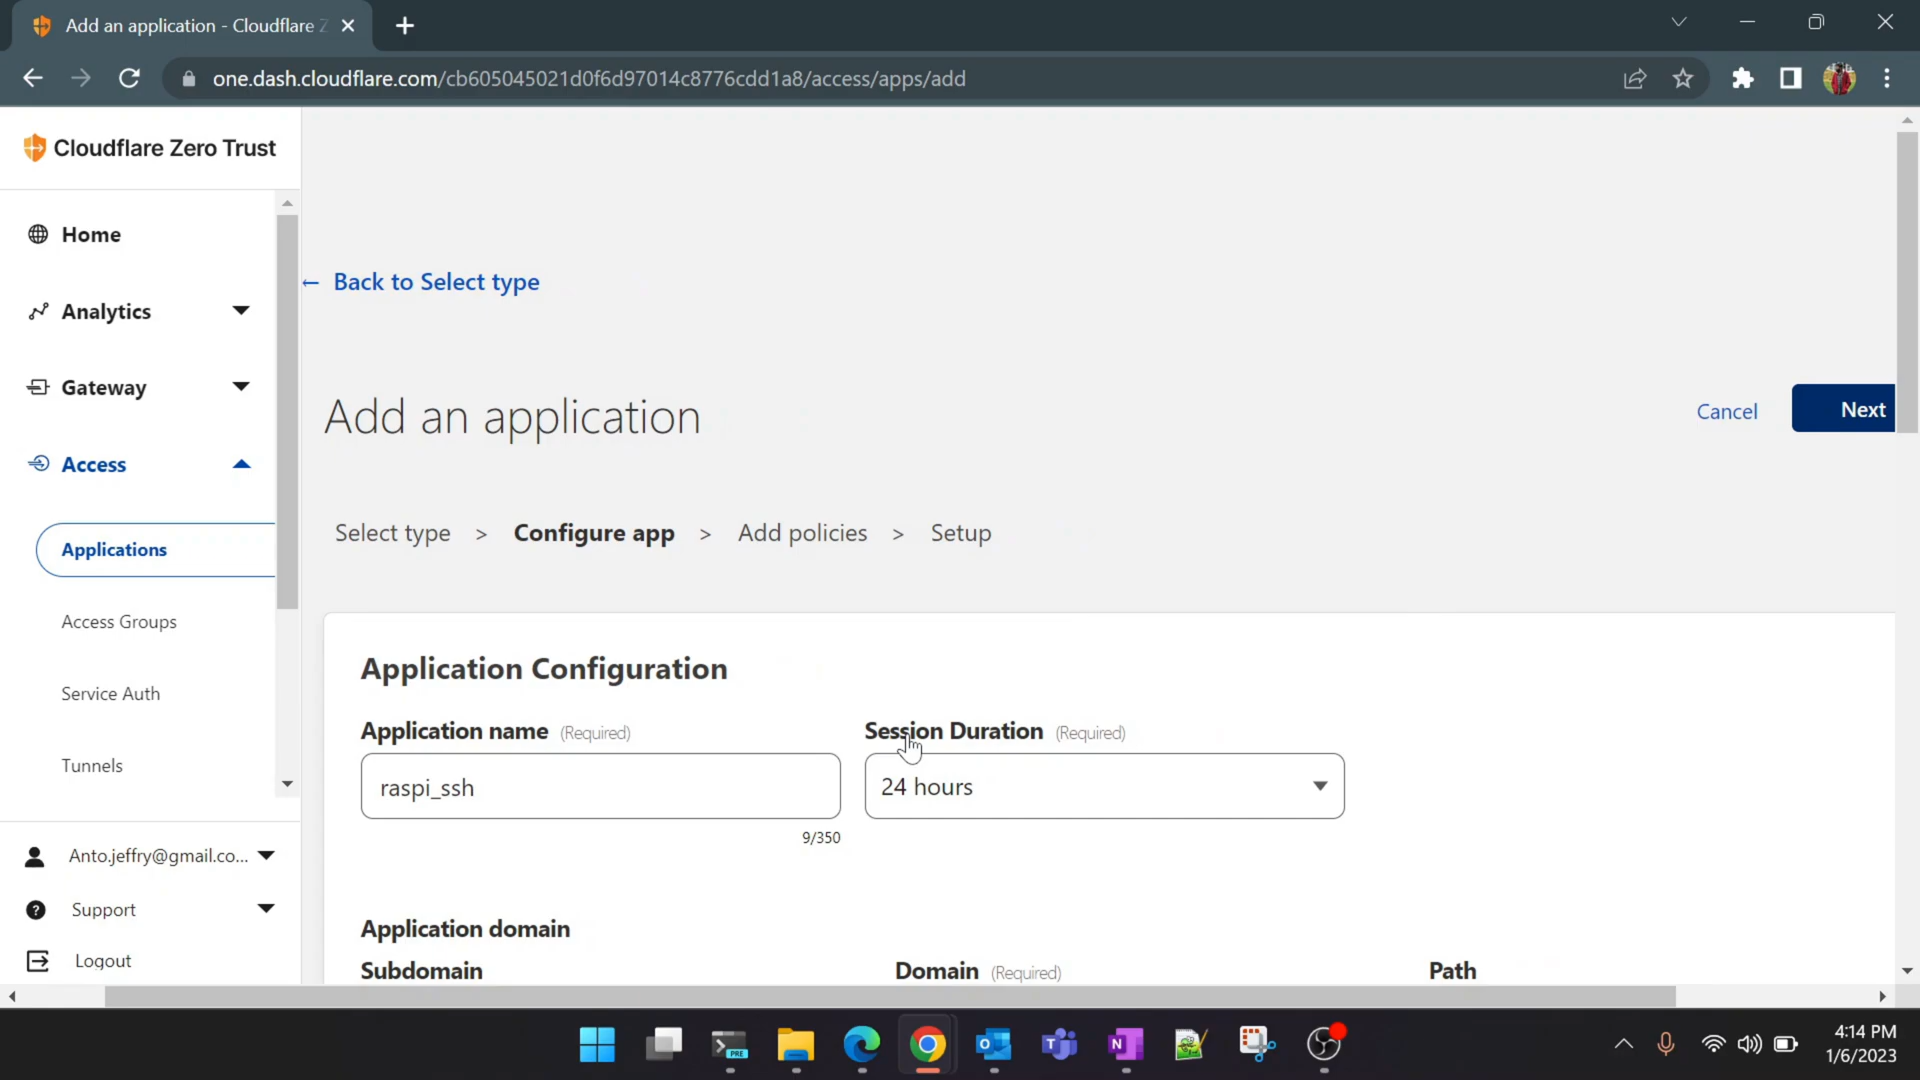 Add an application - Cloudflare Z
one.dash.cloudflare.com/cb605045021d0f6d97014c8776cdd1a8/access/apps/add
Cloudflare Zero Trust
Home
Analytics
Gateway
Access
Applications
Access Groups
Service Auth
Tunnels
Anto.jeffry@gmail.co...
Support
Logout
← Back to Select type
Add an application
Cancel
Next
Select type > Configure app > Add policies > Setup
Application Configuration
Application name (Required)
Session Duration (Required)
raspi_ssh
24 hours
9/350
Application domain
Subdomain
Domain (Required)
Path
PRE
4:14 PM
1/6/2023